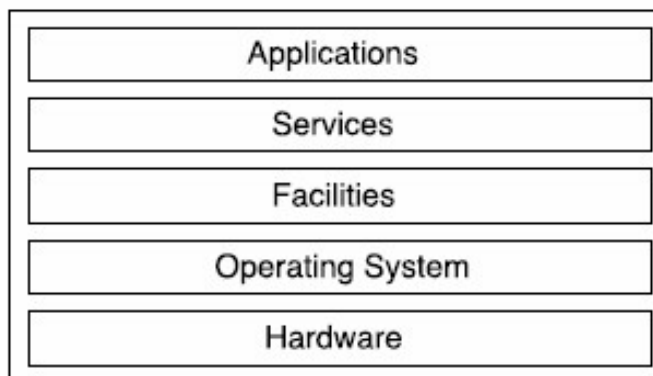 Applications
Services
Facilities
Operating System
Hardware